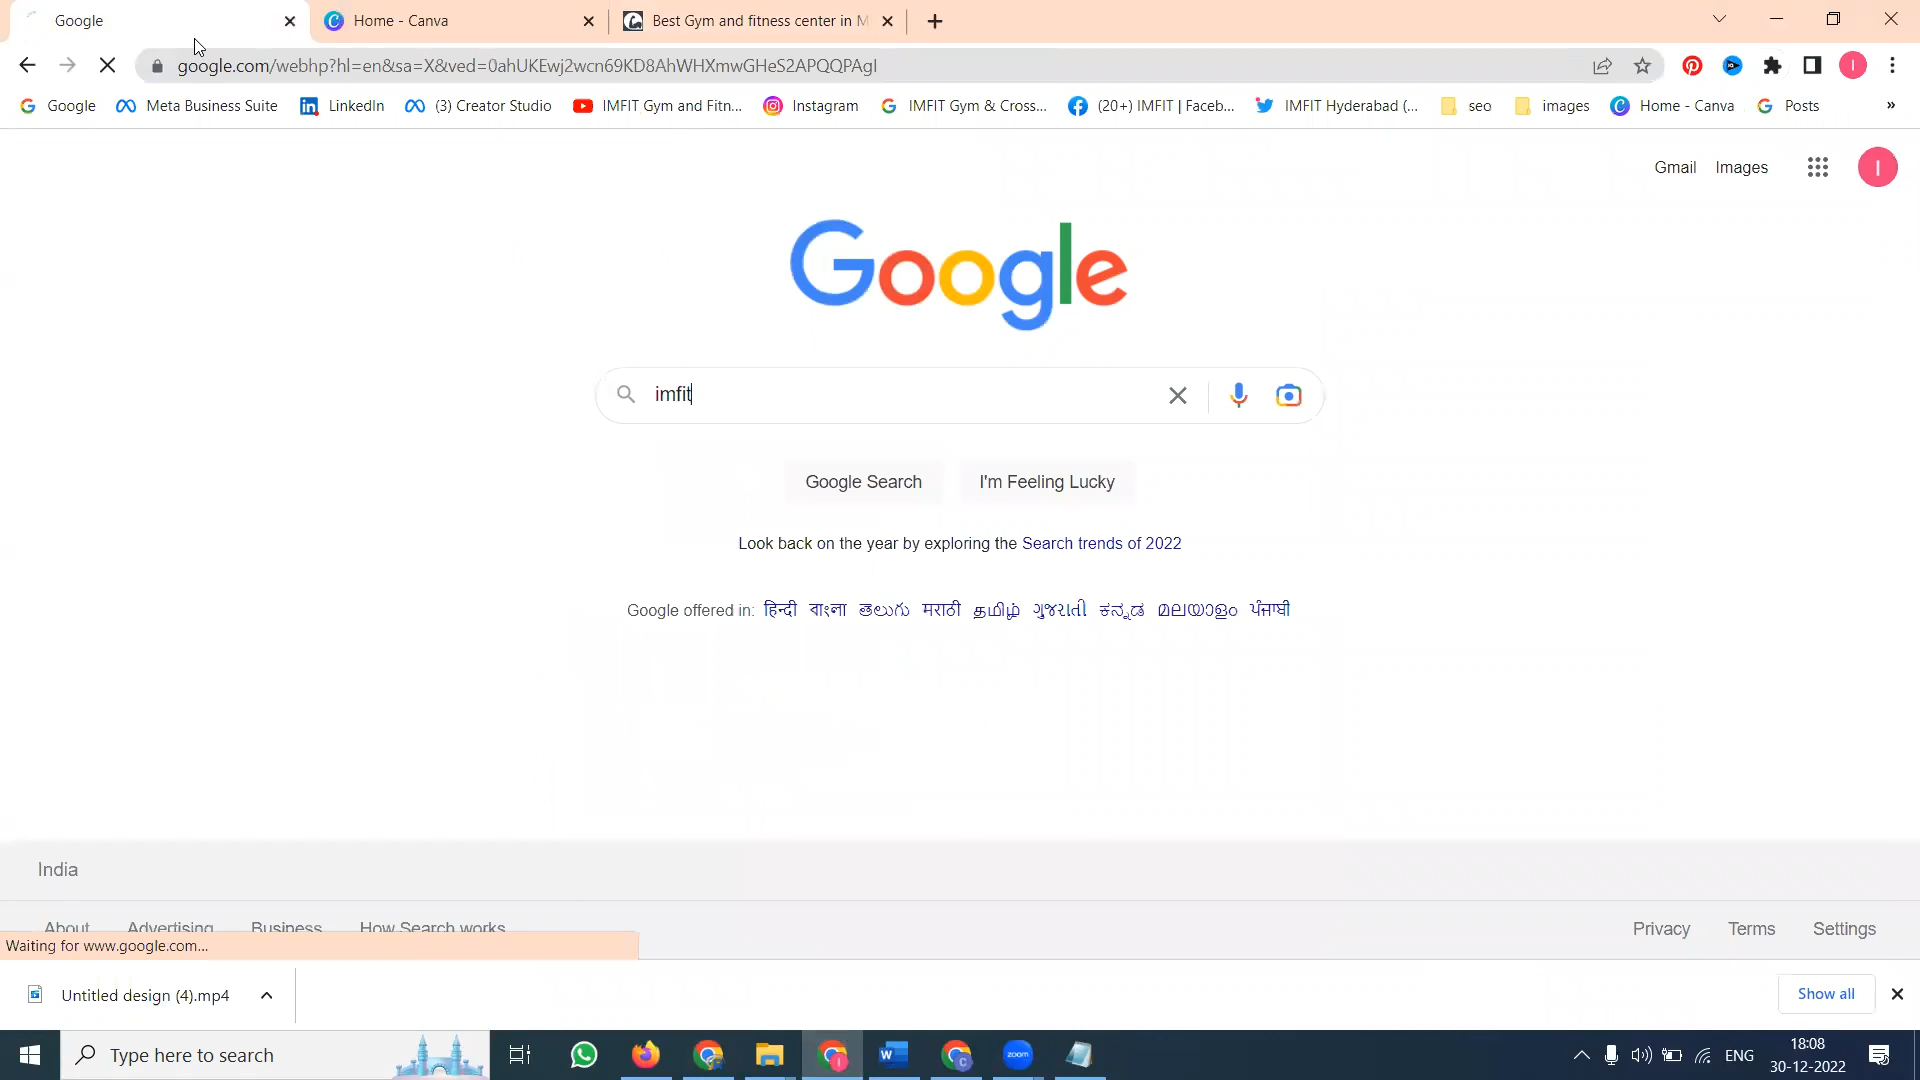 Google
Home - Canva
Best Gym and fitness center in M
google.com/webhp?hl=en&sa=X&ved=0ahUKEwj2wcn69KD8AhWHXmwGHeS2APQQPAgI
Google
Meta Business Suite
LinkedIn
(3) Creator Studio
IMFIT Gym and Fitn...
Instagram
IMFIT Gym & Cross...
(20+) IMFIT | Faceb...
IMFIT Hyderabad (...
seo
images
Home - Canva
Posts
»
Gmail
Images
I
Google
imfit
Google Search
I'm Feeling Lucky
Look back on the year by exploring the Search trends of 2022
Google offered in: हिन्दी বাংলা తెలుగు मराठी தமிழ் ગુજરાતી ಕನ್ನಡ മലയാളം ਪੰਜਾਬੀ
India
About
Advertising
Business
How Search works
Privacy
Terms
Settings
Waiting for www.google.com...
Untitled design (4).mp4
Show all
Type here to search
zoom
ENG
18:08
30-12-2022